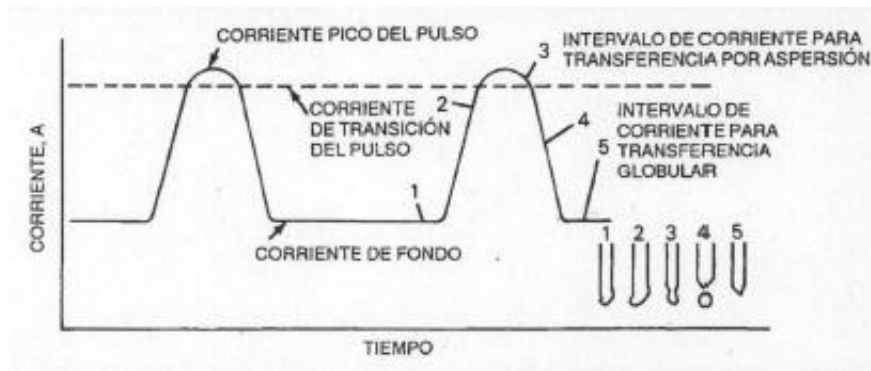 CORRIENTE PICO DEL PULSO
3
INTERVALO DE CORRIENTE PARA
TRANSFERENCIA POR ASPERSIÓN
2
CORRIENTE
DE TRANSICIÓN
DEL PULSO
4
INTERVALO DE
CORRIENTE PARA
5 TRANSFERENCIA
GLOBULAR
1
CORRIENTE DE FONDO
1 2 3 4 5
CORRIENTE, A
TIEMPO